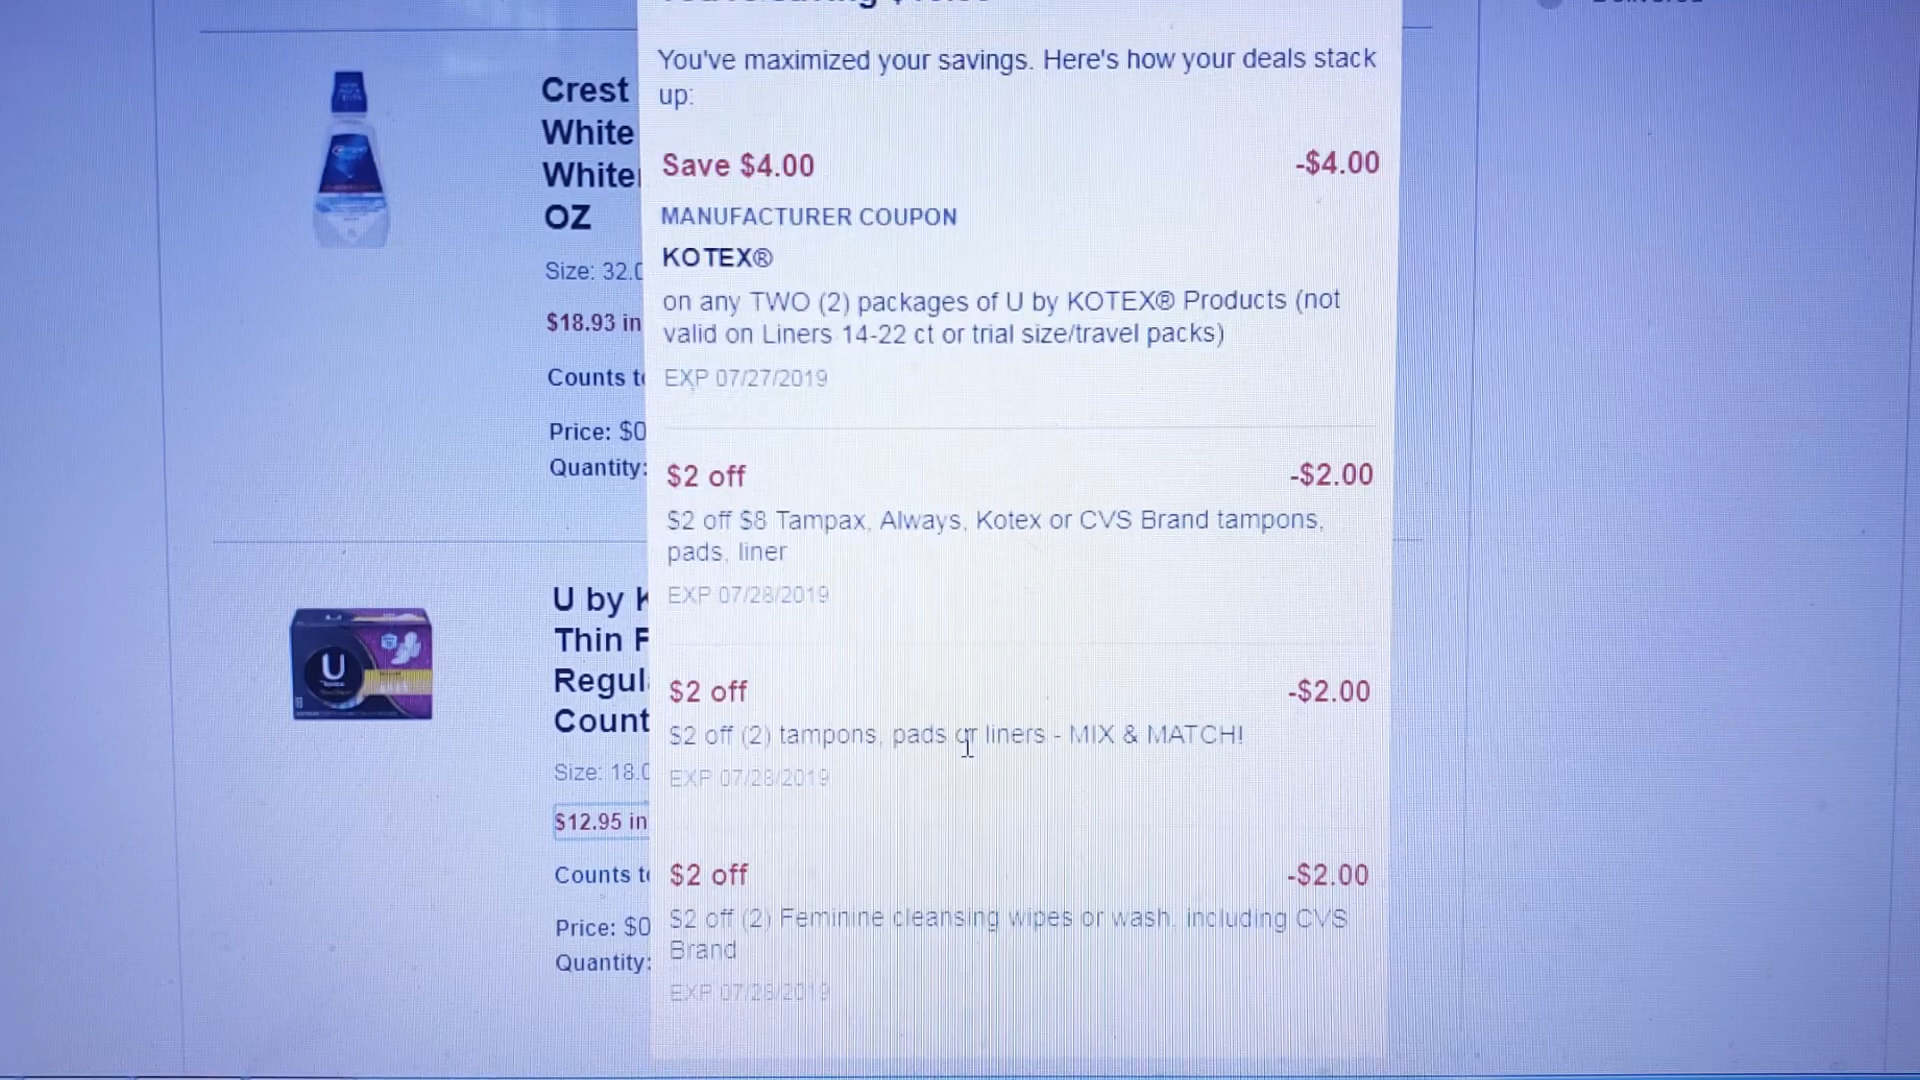 You've maximized your savings. Here's how your deals stack
up:
Save $4.00 -$4.00
MANUFACTURER COUPON
KOTEX®
on any TWO (2) packages of U by KOTEX® Products (not
valid on Liners 14-22 ct or trial size/travel packs)
EXP 07/27/2019
$2 off -$2.00
$2 off $8 Tampax, Always, Kotex or CVS Brand tampons,
pads, liner
EXP 07/28/2019
$2 off -$2.00
$2 off (2) tampons, pads or liners - MIX & MATCH!
EXP 07/28/2019
$2 off -$2.00
$2 off (2) Feminine cleansing wipes or wash, including CVS
Brand
EXP 07/28/2019
Crest
White
OZ
Size: 32.0
$18.93 in
Counts
Price: $0
Quantity:
U by
Thin
Count
Size: 18.0
$12.95 in
Counts
Price: $0
Quantity:
U